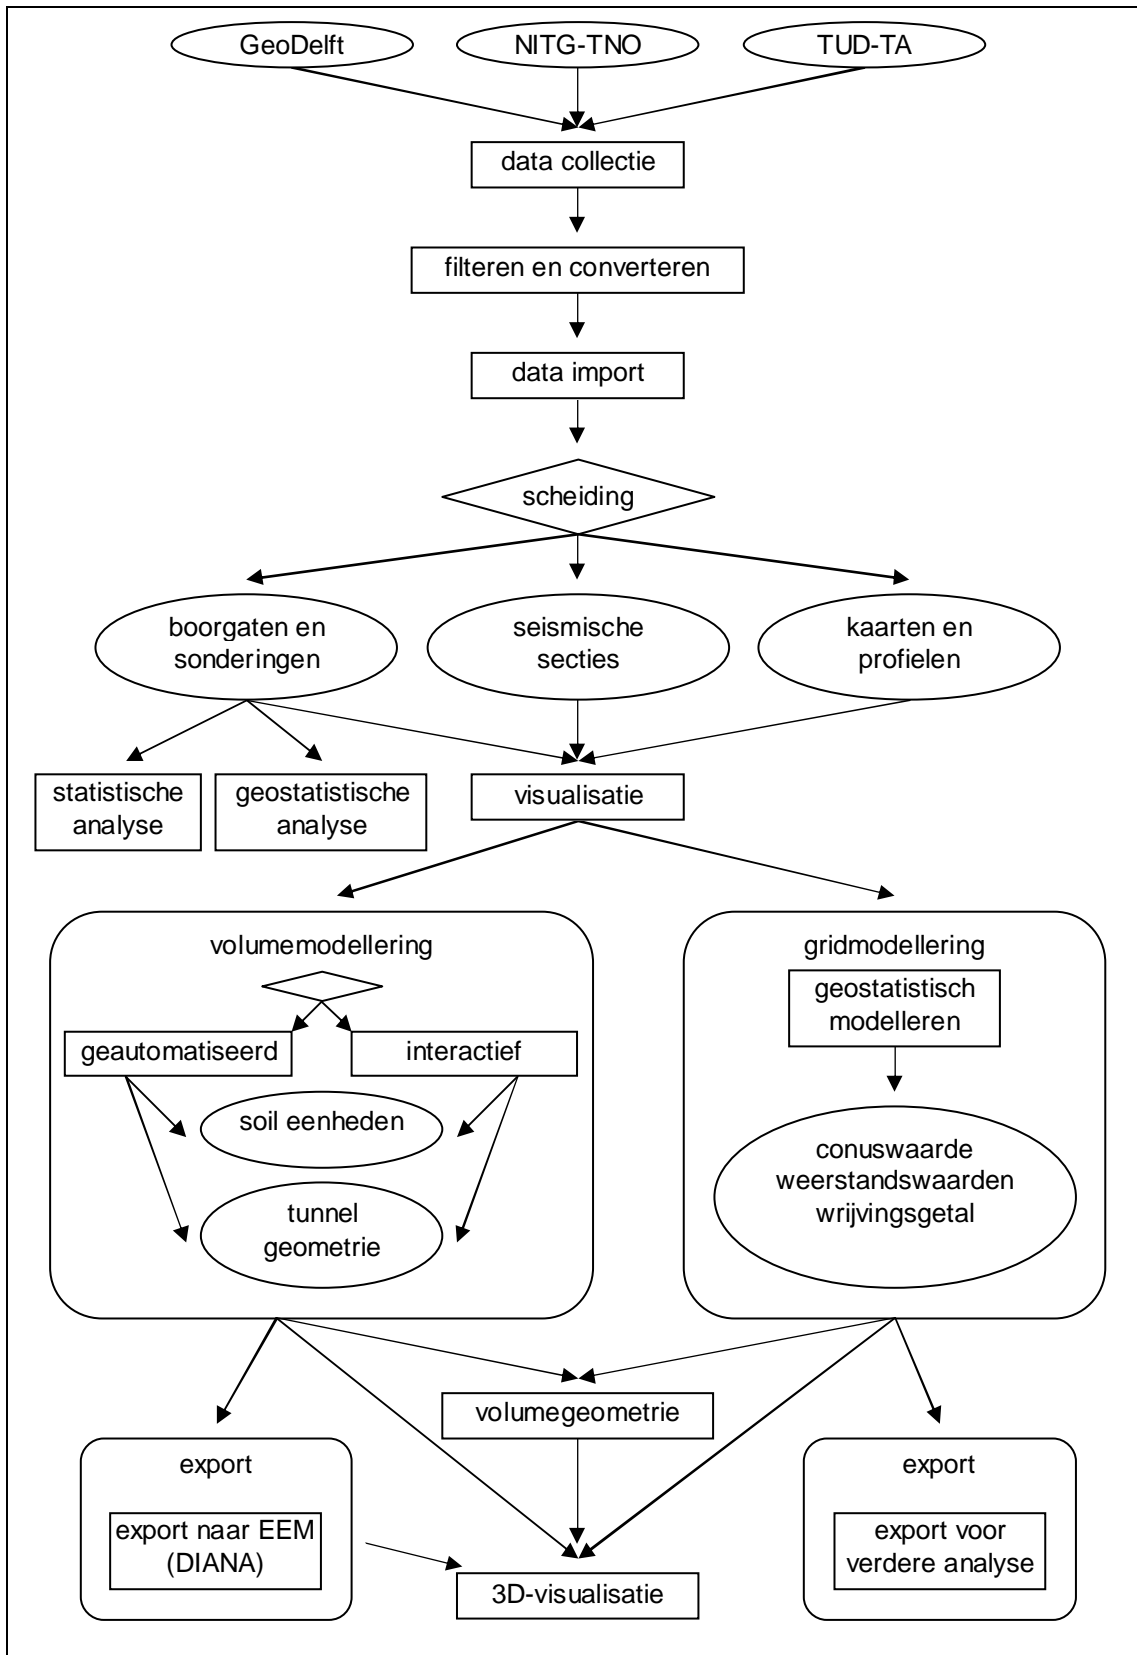 GeoDelft
NITG-TNO
TUD-TA
data collectie
filteren en converteren
data import
scheiding
boorgaten en
sonderingen
seismische
secties
kaarten en
profielen
statistische
analyse
geostatistische
analyse
visualisatie
volumemodellering
geautomatiseerd
interactief
soil eenheden
tunnel
geometrie
gridmodellering
geostatistisch
modelleren
conuswaarde
weerstandswaarden
wrijvingsgetal
volumegeometrie
export
export naar EEM
(DIANA)
3D-visualisatie
export
export voor
verdere analyse